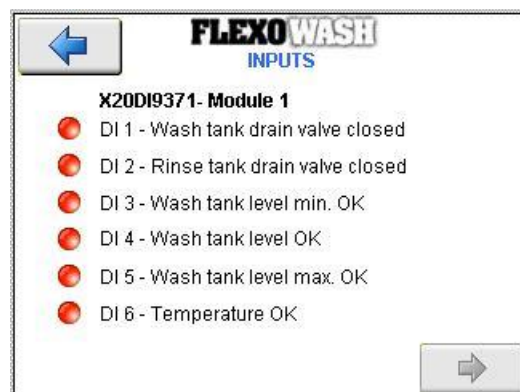 FLEXOWASH
INPUTS
X20DI9371- Module 1
DI 1 - Wash tank drain valve closed
DI 2 - Rinse tank drain valve closed
DI 3 - Wash tank level min. OK
DI 4 - Wash tank level OK
DI 5 - Wash tank level max. OK
DI 6 - Temperature OK